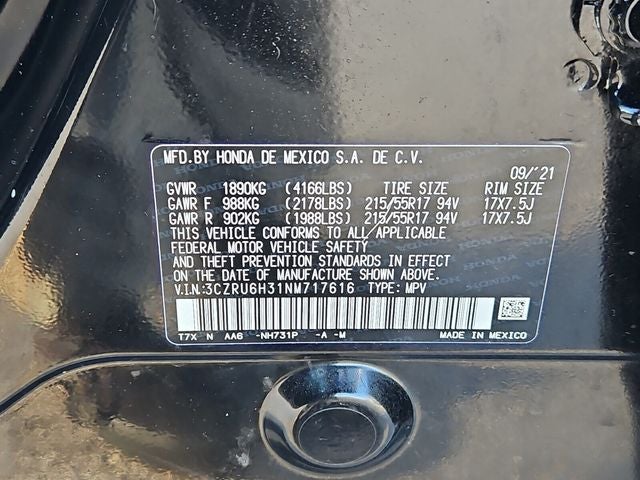 MFD.BY HONDA DE MEXICO S.A. DE C.V.
09/'21
GVWR 1890KG (4166LBS) TIRE SIZE RIM SIZE
GAWR F 988KG (2178LBS) 215/55R17 94V 17X7.5J
GAWR R 902KG (1988LBS) 215/55R17 94V 17X7.5J
THIS VEHICLE CONFORMS TO ALL APPLICABLE
FEDERAL MOTOR VEHICLE SAFETY
AND THEFT PREVENTION STANDARDS IN EFFECT
ON THE DATE OF MANUFACTURE SHOWN ABOVE.
V.I.N:3CZRU6H31NM717616 TYPE: MPV
T7X N AA6 -NH731P -A -M MADE IN MEXICO